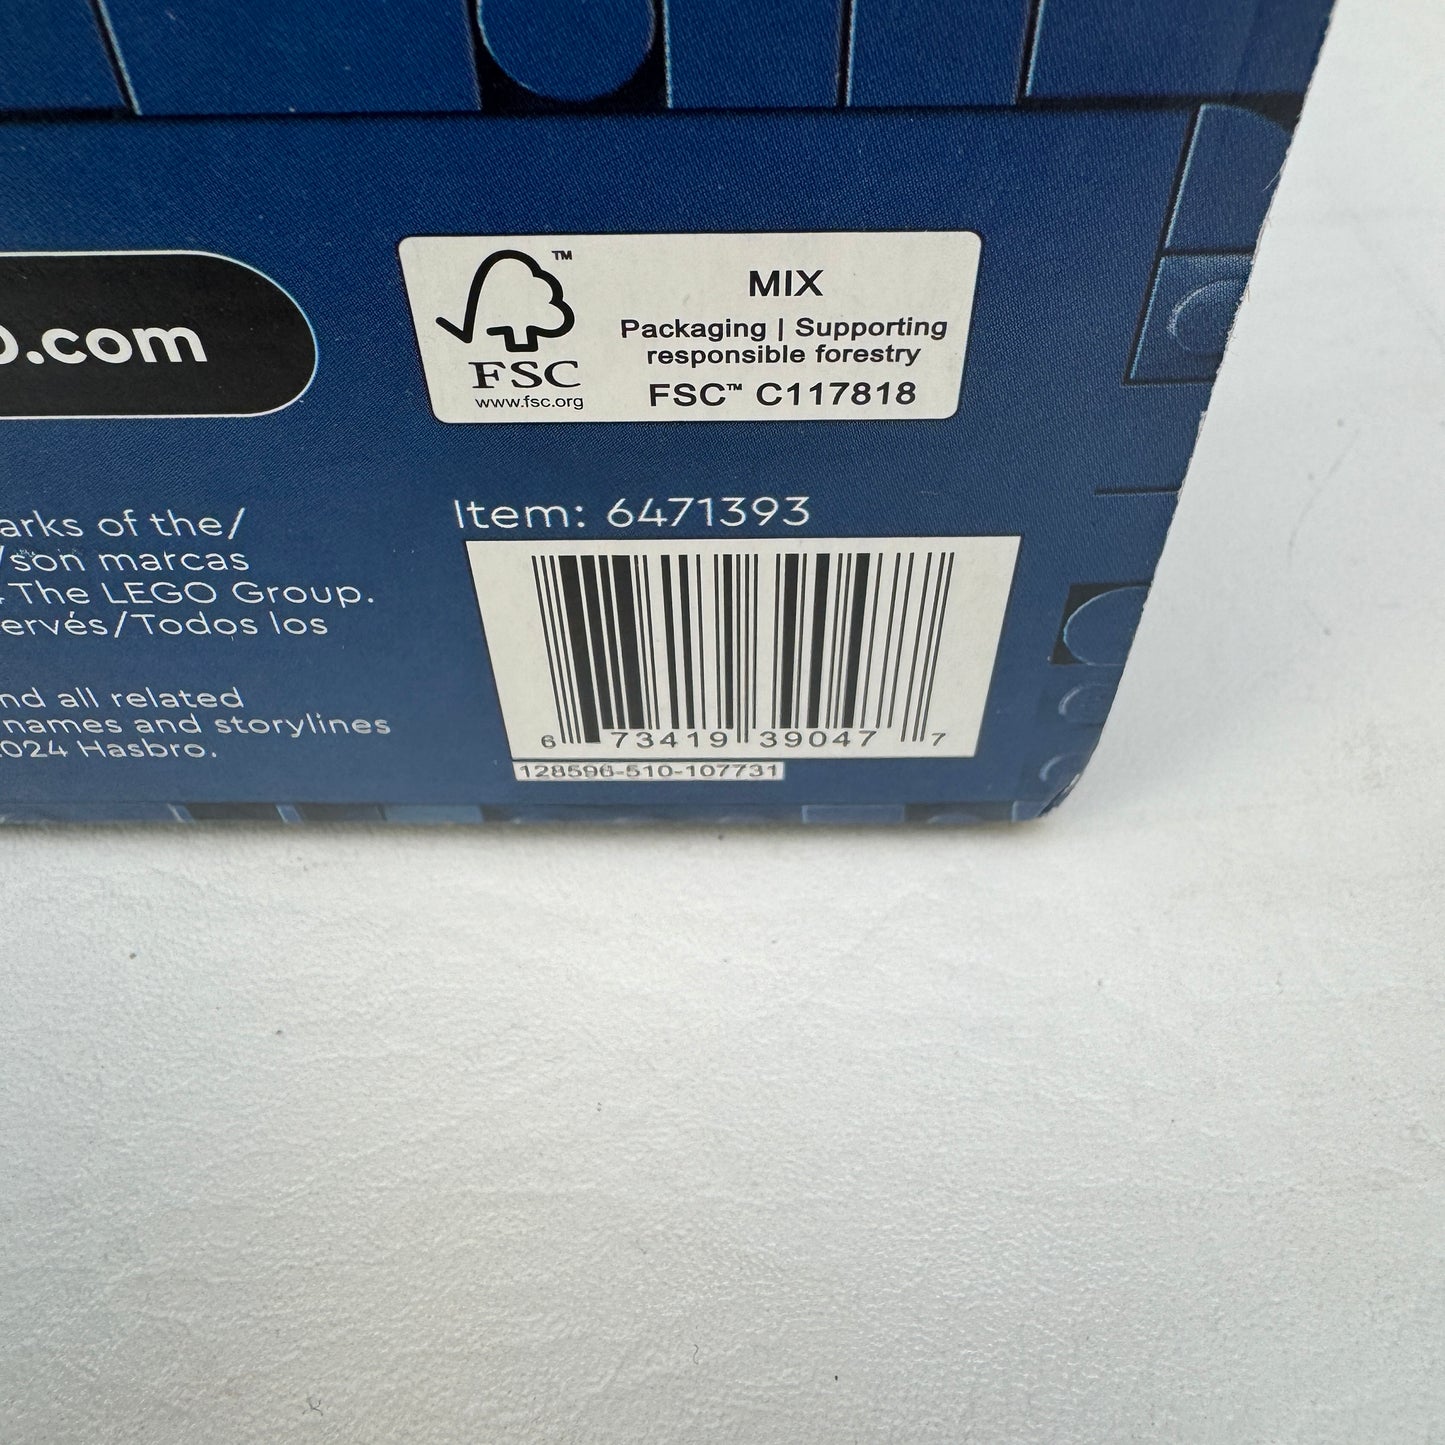 .com
MIX
Packaging | Supporting
responsible forestry
FSC™ C117818
™
FSC
www.fsc.org
Item: 6471393
arks of the/
/son marcas
The LEGO Group.
ervés/Todos los
nd all related
names and storylines
024 Hasbro.
6 73419 39047 7
128596-510-107731